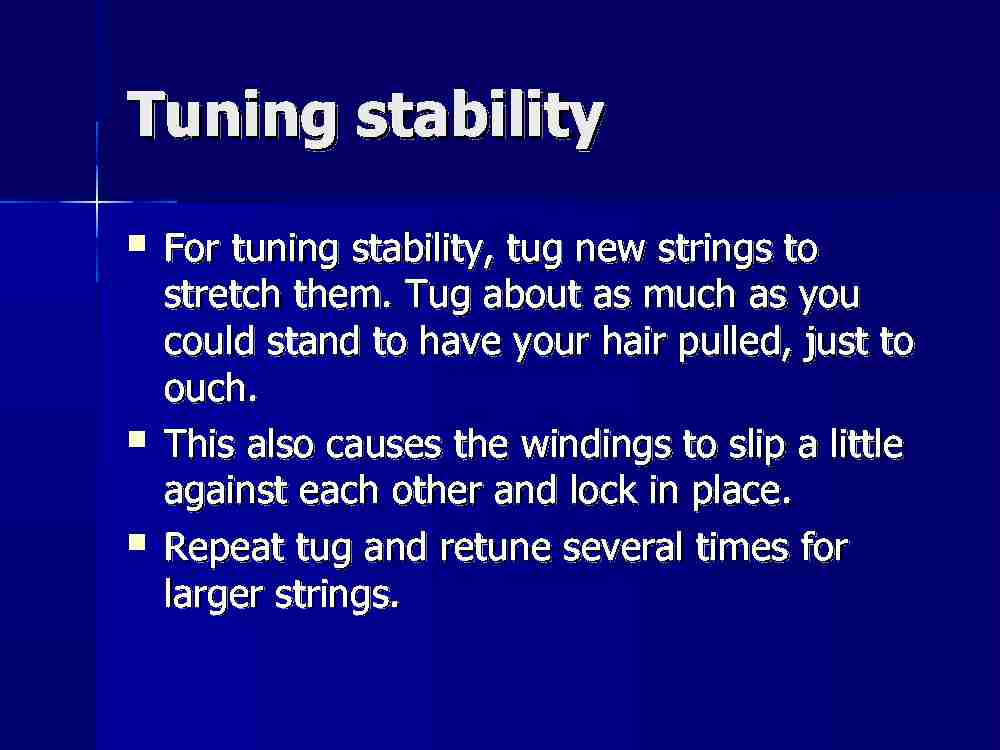 Tuning stability
For tuning stability, tug new strings to
stretch them. Tug about as much as you
could stand to have your hair pulled, just to
ouch.
This also causes the windings to slip a little
against each other and lock in place.
Repeat tug and retune several times for
larger strings.